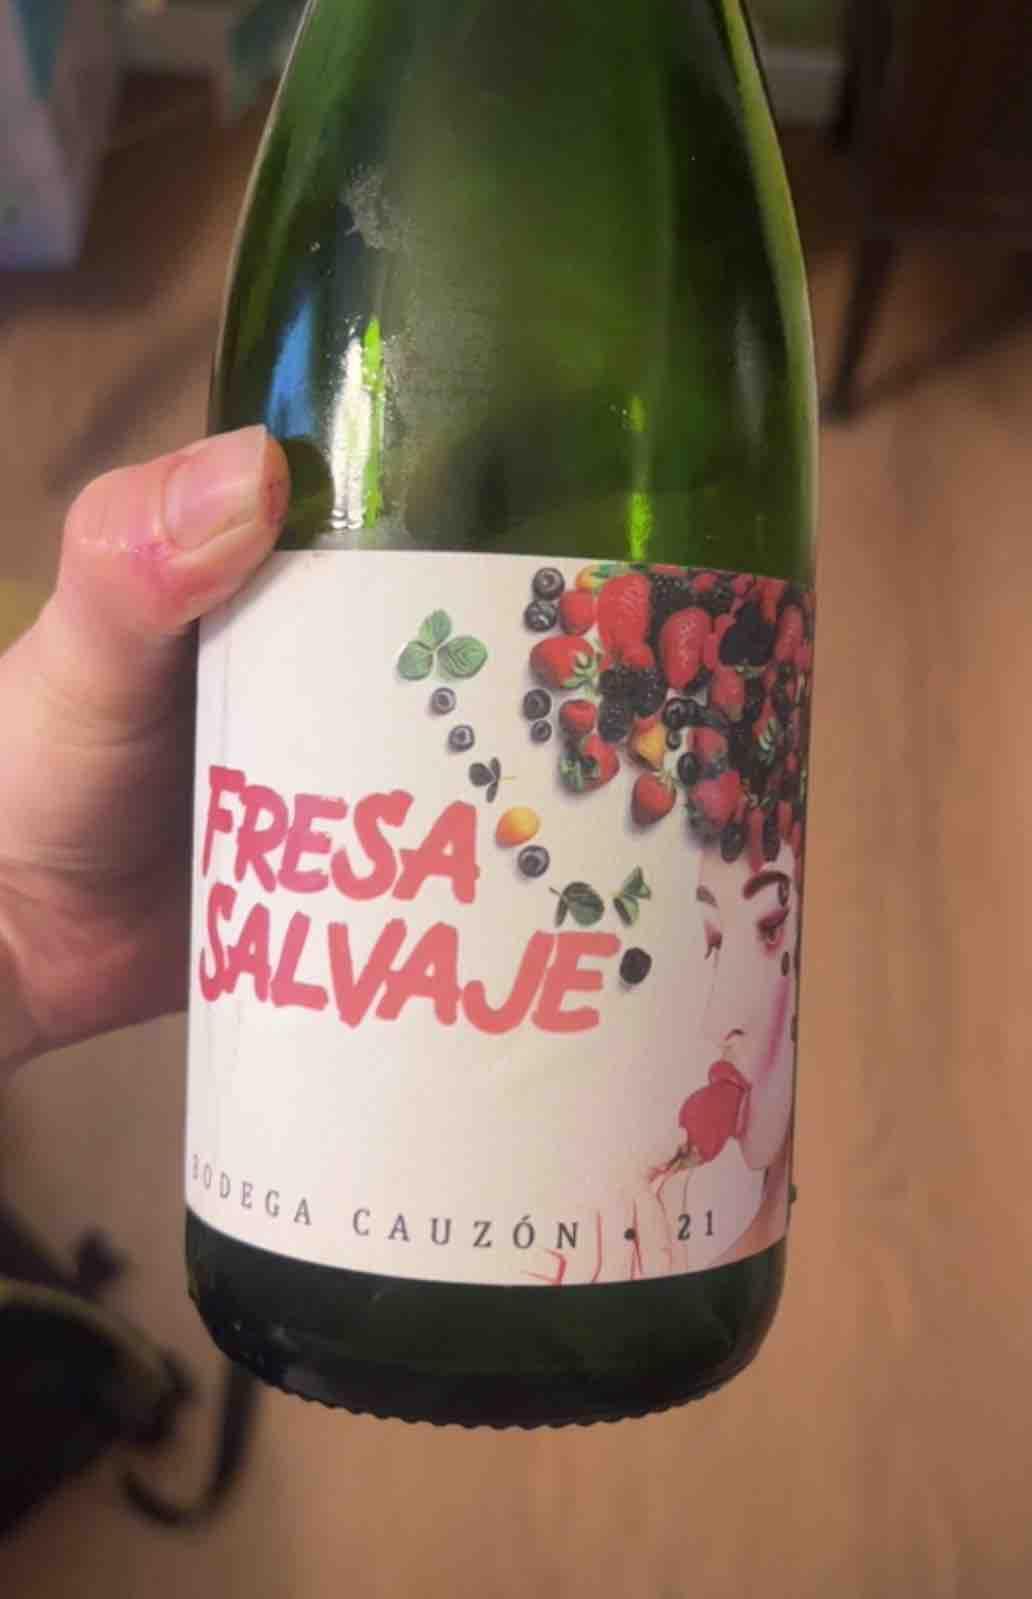 FRESA
SALVAJE
BODEGA CAUZÓN • 21